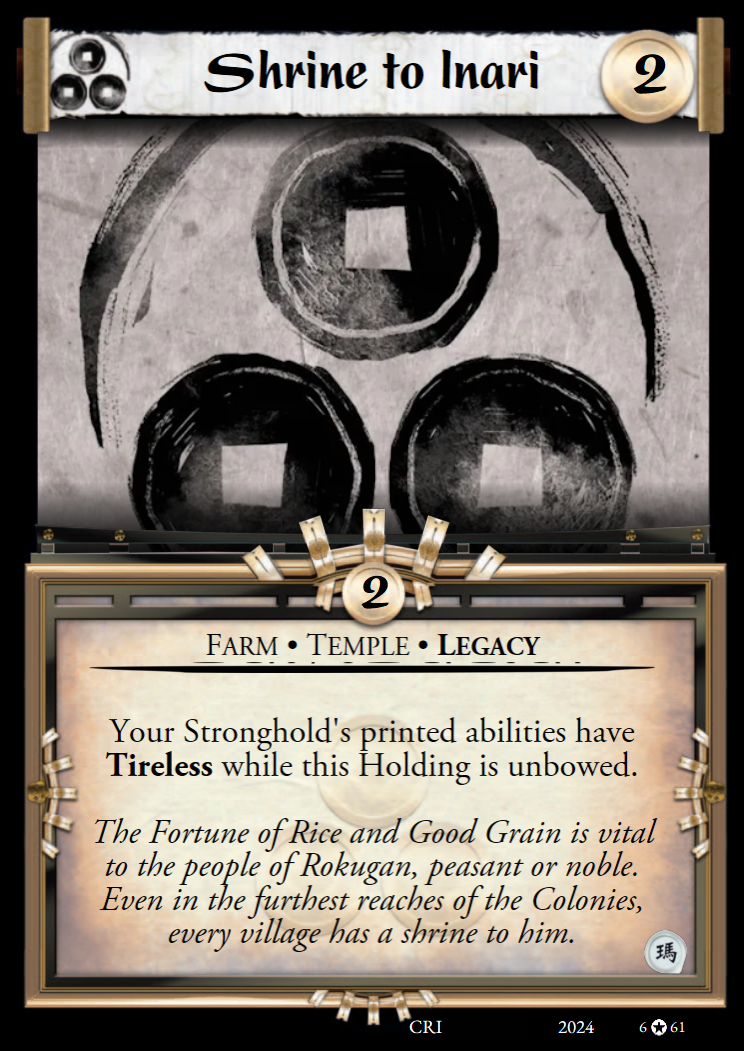 Shrine to Inari
2
2
FARM • TEMPLE • LEGACY
Your Stronghold's printed abilities have
Tireless while this Holding is unbowed.
The Fortune of Rice and Good Grain is vital
to the people of Rokugan, peasant or noble.
Even in the furthest reaches of the Colonies,
every village has a shrine to him.
瑪
CRI 2024 6 ✪ 61